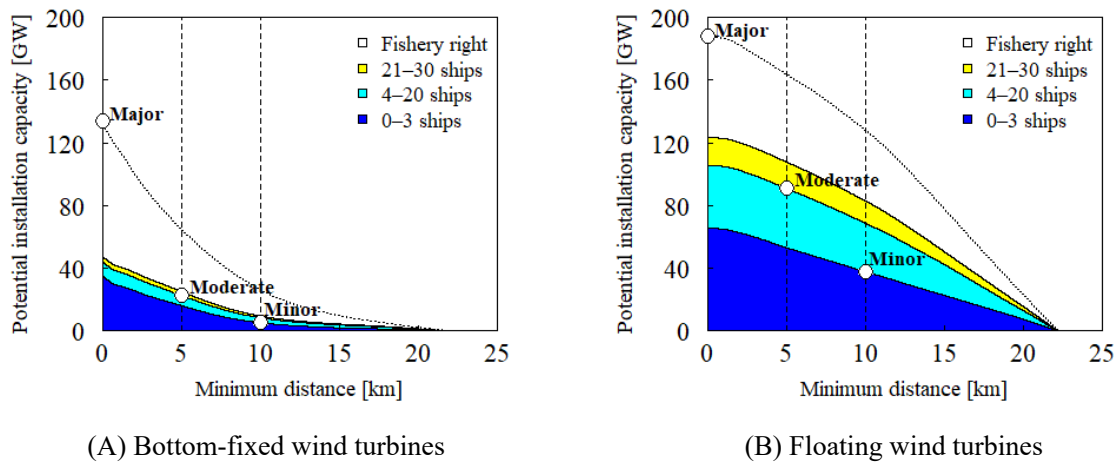 Potential installation capacity [GW]
200
160
120
80
40
0
Major
Moderate
Minor
Fishery right
21–30 ships
4–20 ships
0–3 ships
0 5 10 15 20 25
Minimum distance [km]
(A) Bottom-fixed wind turbines
Potential installation capacity [GW]
200
160
120
80
40
0
Major
Moderate
Minor
Fishery right
21–30 ships
4–20 ships
0–3 ships
0 5 10 15 20 25
Minimum distance [km]
(B) Floating wind turbines